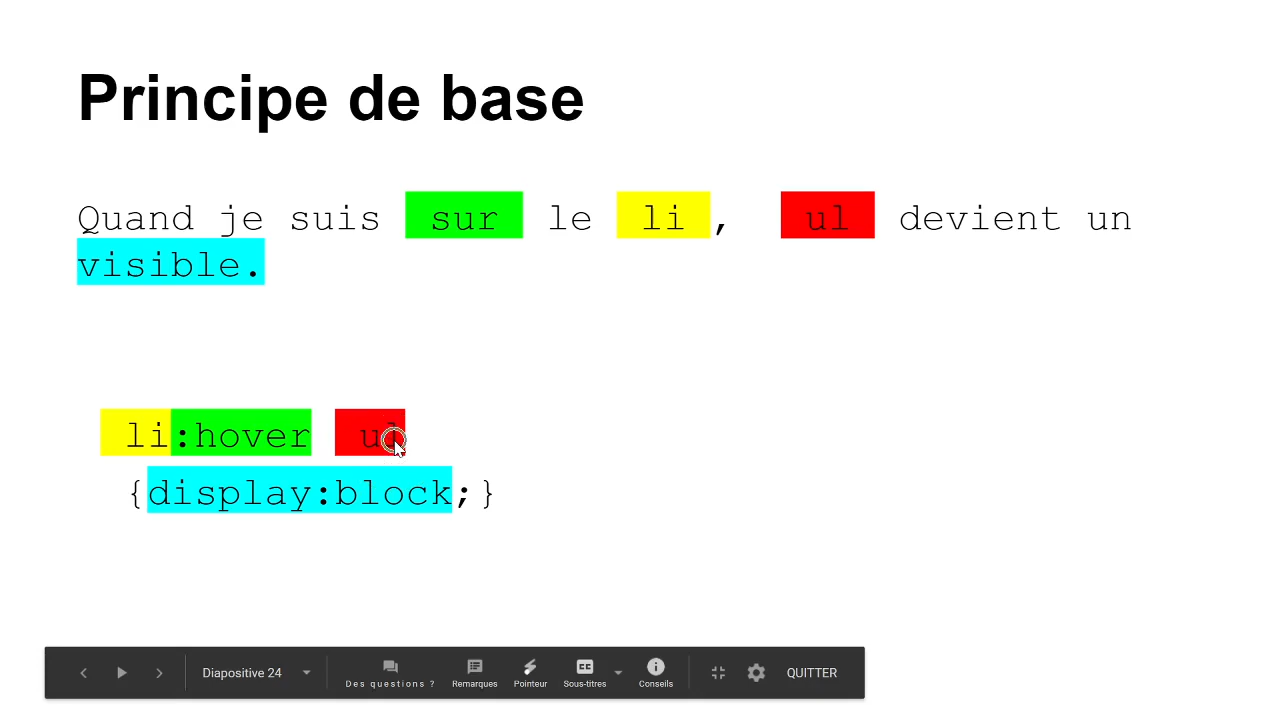 Principe de base
Quand je suis sur le li, ul devient un
visible.
li:hover ul
{display:block;}
Diapositive 24
Des questions ?
Remarques
Pointeur
Sous-titres
Conseils
QUITTER